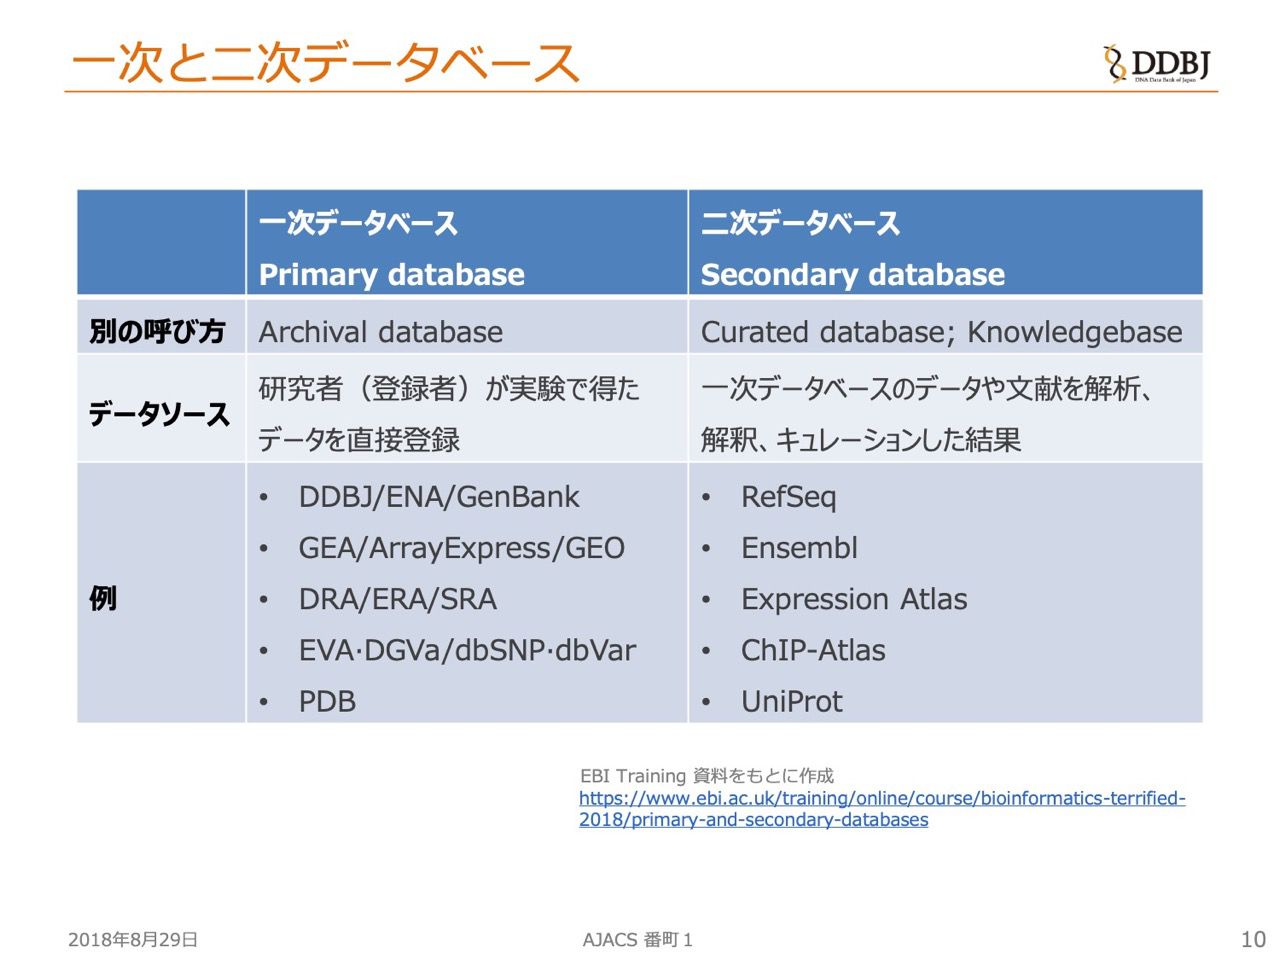 一次と二次データベース
DDBJ
DNA Data Bank of Japan
一次データベース
Primary database
二次データベース
Secondary database
別の呼び方
Archival database
Curated database; Knowledgebase
データソース
研究者（登録者）が実験で得た
データを直接登録
一次データベースのデータや文献を解析、
解釈、キュレーションした結果
例
• DDBJ/ENA/GenBank
• GEA/ArrayExpress/GEO
• DRA/ERA/SRA
• EVA·DGVa/dbSNP·dbVar
• PDB
• RefSeq
• Ensembl
• Expression Atlas
• ChIP-Atlas
• UniProt
EBI Training 資料をもとに作成
https://www.ebi.ac.uk/training/online/course/bioinformatics-terrified-
2018/primary-and-secondary-databases
2018年8月29日
AJACS 番町１
10